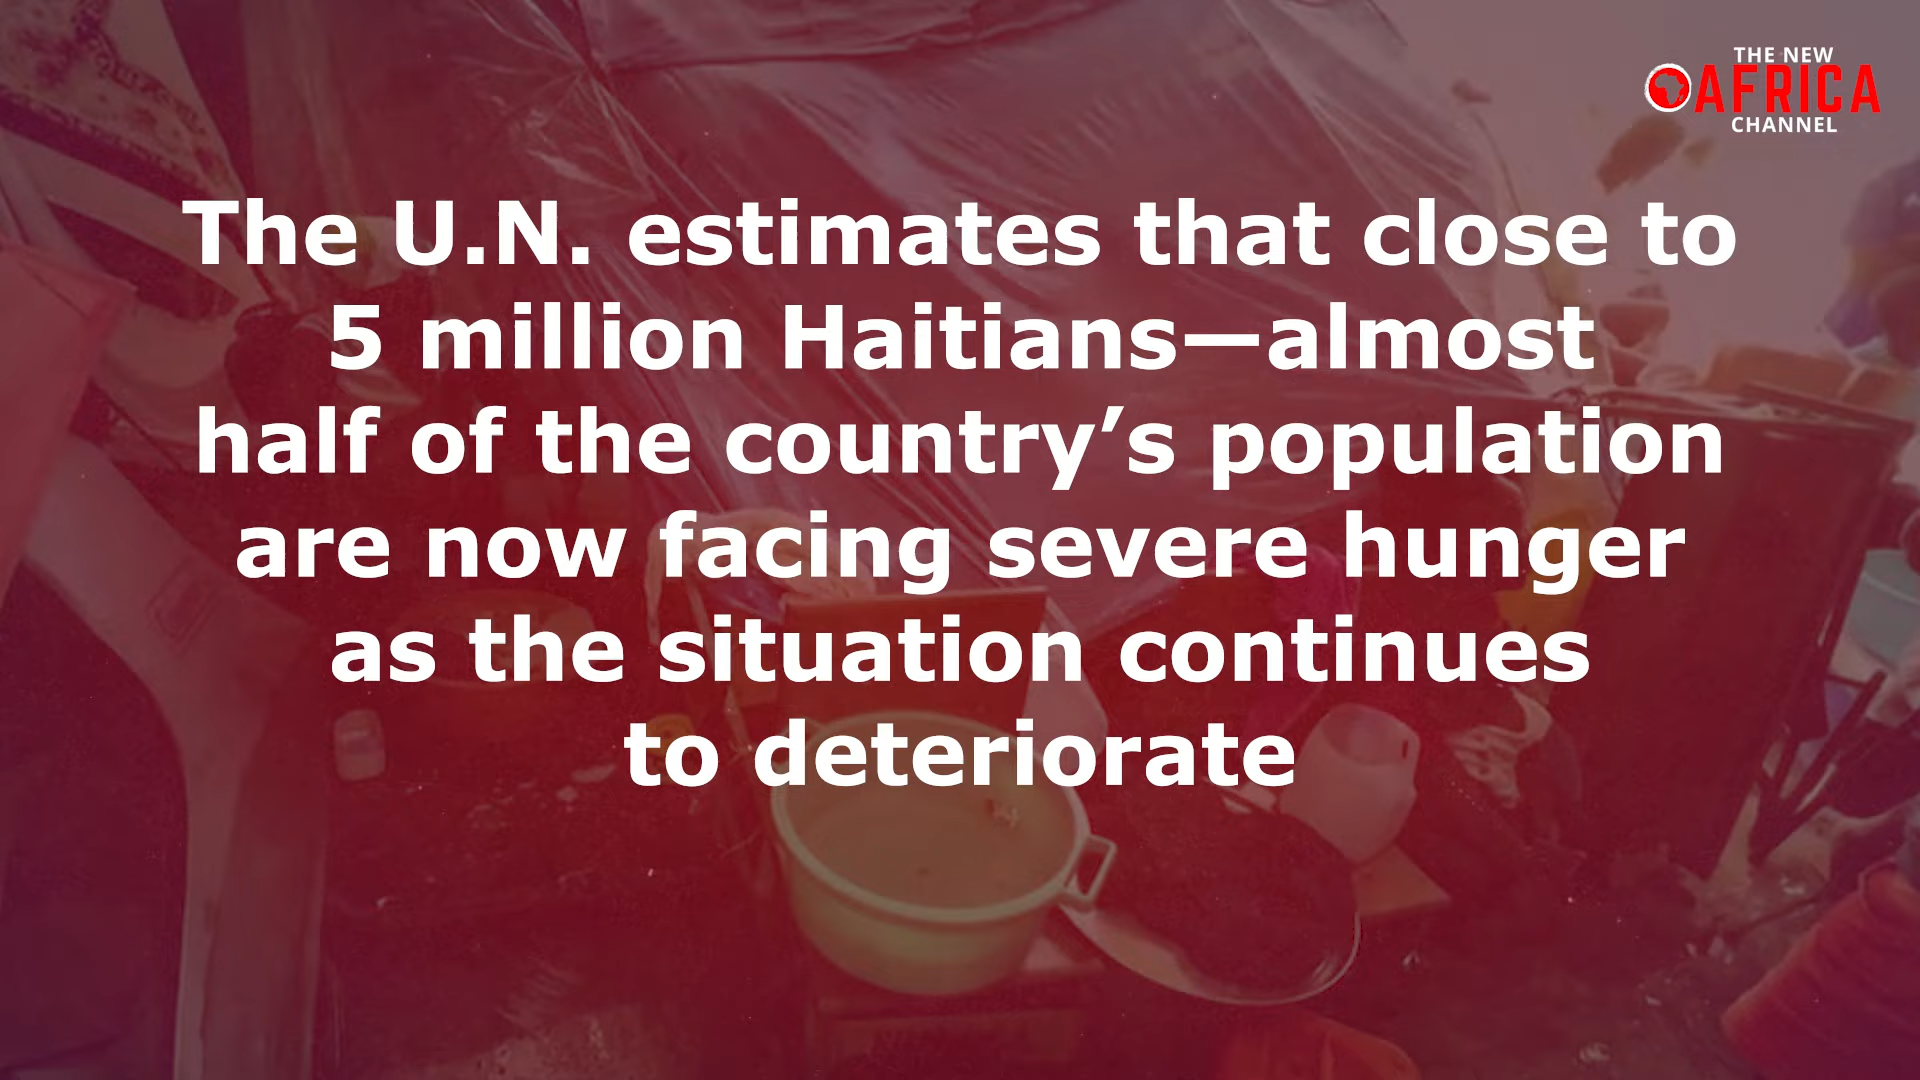 THE NEW
AFRICA
CHANNEL
The U.N. estimates that close to
5 million Haitians—almost
half of the country’s population
are now facing severe hunger
as the situation continues
to deteriorate